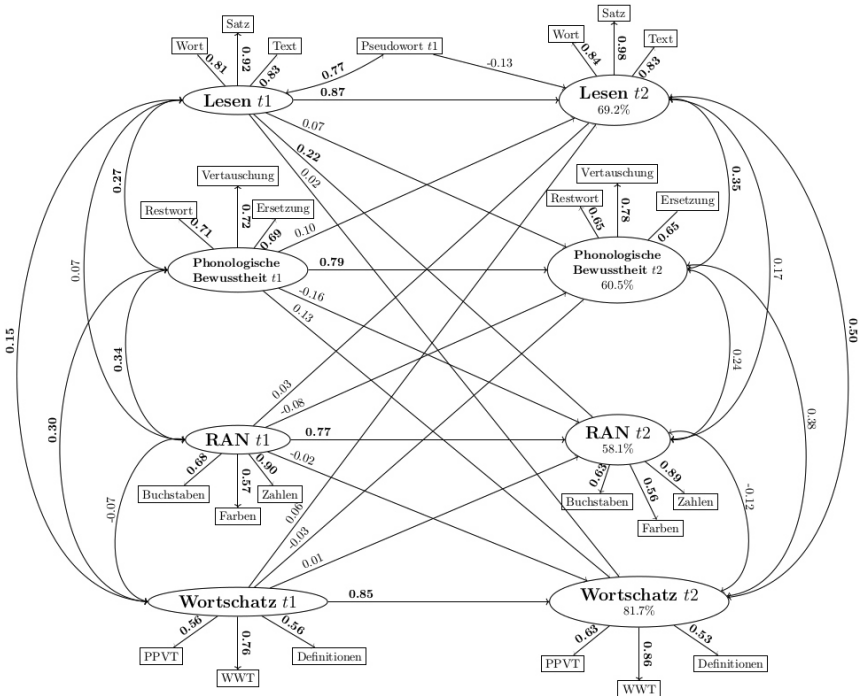 Satz
Satz
Wort
Text
Pseudowort t1
Wort
Text
0.81
0.92
0.83
0.77
-0.13
0.84
0.98
0.83
Lesen t1
0.87
Lesen t2
69.2%
0.07
0.22
0.02
0.27
0.35
Vertauschung
Vertauschung
Restwort
Ersetzung
Restwort
Ersetzung
0.71
0.72
0.69
0.10
0.65
0.78
0.65
Phonologische
Bewusstheit t1
0.79
Phonologische
Bewusstheit t2
60.5%
0.07
0.17
-0.16
0.13
0.15
0.34
0.24
0.50
0.30
0.03
-0.08
0.38
RAN t1
0.77
RAN t2
58.1%
0.68
0.57
0.90
-0.02
0.63
0.56
0.89
Buchstaben
Zahlen
Buchstaben
Zahlen
Farben
Farben
-0.07
0.06
-0.03
0.01
-0.12
Wortschatz t1
0.85
Wortschatz t2
81.7%
0.56
0.76
0.56
0.63
0.86
0.53
PPVT
Definitionen
PPVT
Definitionen
WWT
WWT